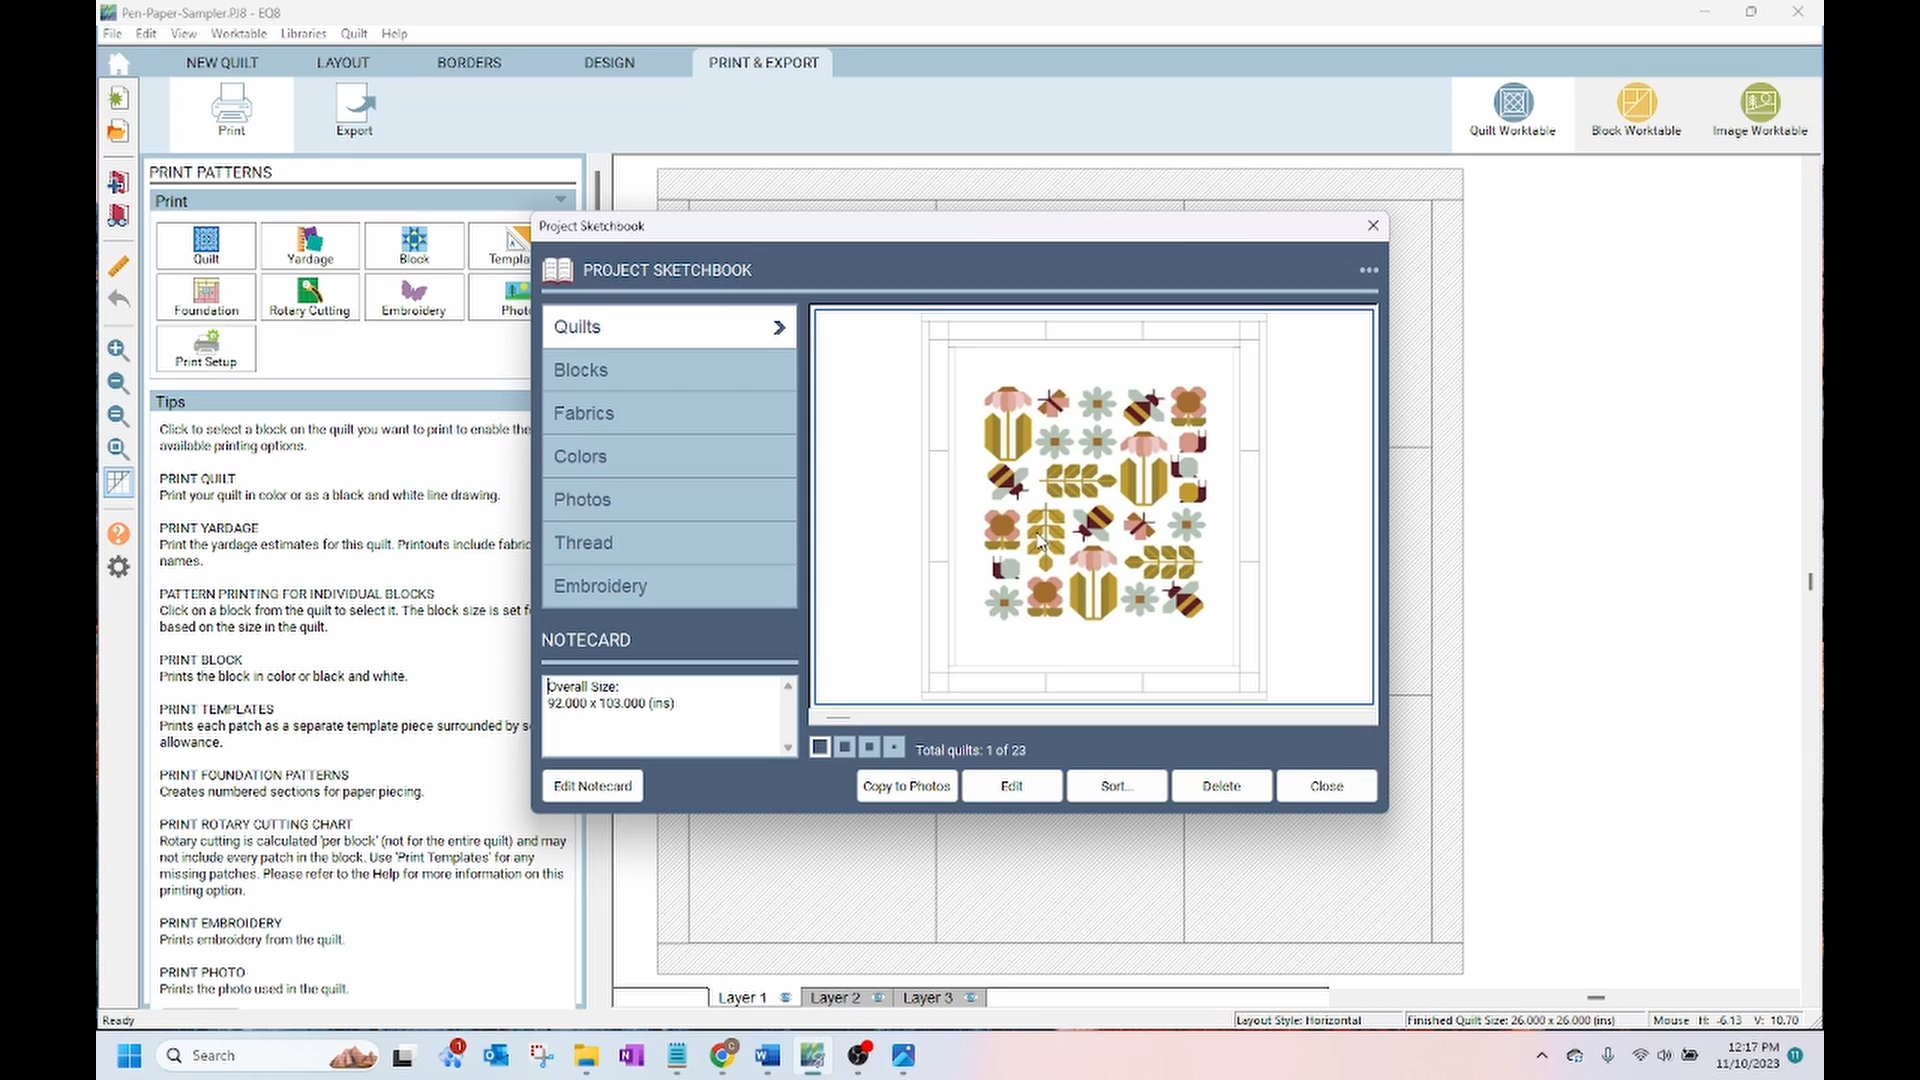 Pen-Paper-Sampler.PJ8 - EQ8
File Edit View Worktable Libraries Quilt Help
NEW QUILT LAYOUT BORDERS DESIGN PRINT & EXPORT
Print Export Quilt Worktable Block Worktable Image Worktable
PRINT PATTERNS
Print
Quilt Yardage Block
Foundation Rotary Cutting Embroidery
Print Setup
Tips
Click to select a block on the quilt you want to print to enable the
available printing options.
PRINT QUILT
Print your quilt in color or as a black and white line drawing.
PRINT YARDAGE
Print the yardage estimates for this quilt. Printouts include fabric
names.
PATTERN PRINTING FOR INDIVIDUAL BLOCKS
Click on a block from the quilt to select it. The block size is set
based on the size in the quilt.
PRINT BLOCK
Prints the block in color or black and white.
PRINT TEMPLATES
Prints each patch as a separate template piece surrounded by
allowance.
PRINT FOUNDATION PATTERNS
Creates numbered sections for paper piecing.
PRINT ROTARY CUTTING CHART
Rotary cutting is calculated 'per block' (not for the entire quilt) and may
not include every patch in the block. Use 'Print Templates' for any
missing patches. Please refer to the Help for more information on this
printing option.
PRINT EMBROIDERY
Prints embroidery from the quilt.
PRINT PHOTO
Prints the photo used in the quilt.
Project Sketchbook
PROJECT SKETCHBOOK
Quilts
Blocks
Fabrics
Colors
Photos
Thread
Embroidery
NOTECARD
Overall Size:
92.000 x 103.000 (ins)
Total quilts: 1 of 23
Edit Notecard Copy to Photos Edit Sort... Delete Close
Layer 1 Layer 2 Layer 3
Ready Layout Style: Horizontal Finished Quilt Size: 26.000 x 26.000 (ins) Mouse H: -6.13 V: 10.70
Search 1 12:17 PM
11/10/2023 11